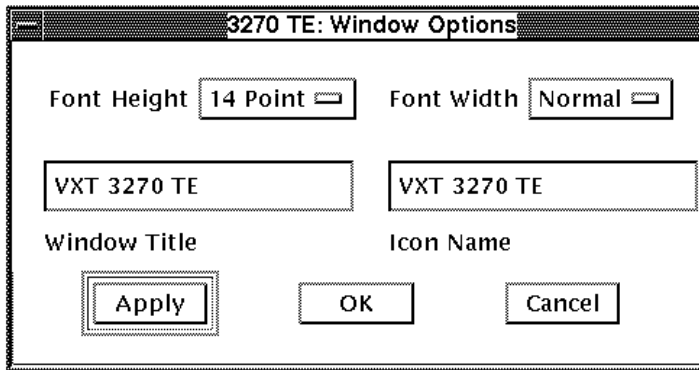 3270 TE: Window Options
Font Height 14 Point Font Width Normal
VXT 3270 TE VXT 3270 TE
Window Title Icon Name
Apply OK Cancel